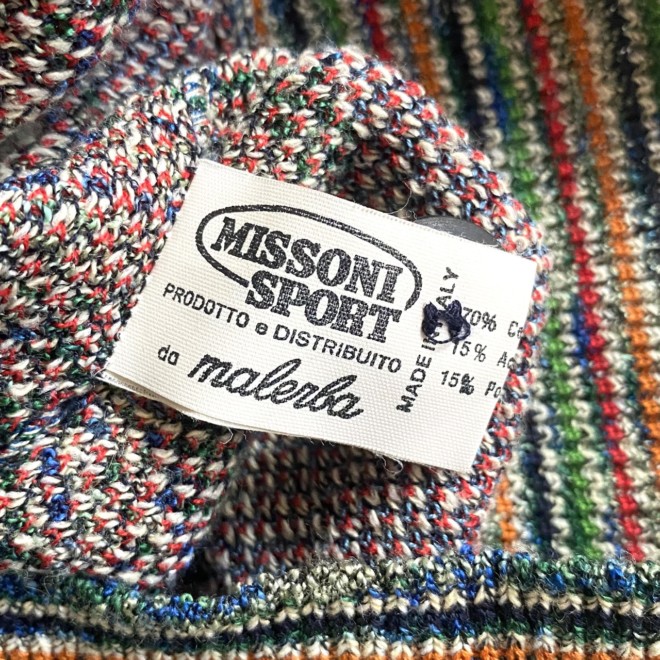 MISSONI
SPORT
PRODOTTO e DISTRIBUITO
da malerba
MADE IN ITALY
70%
15%
15%